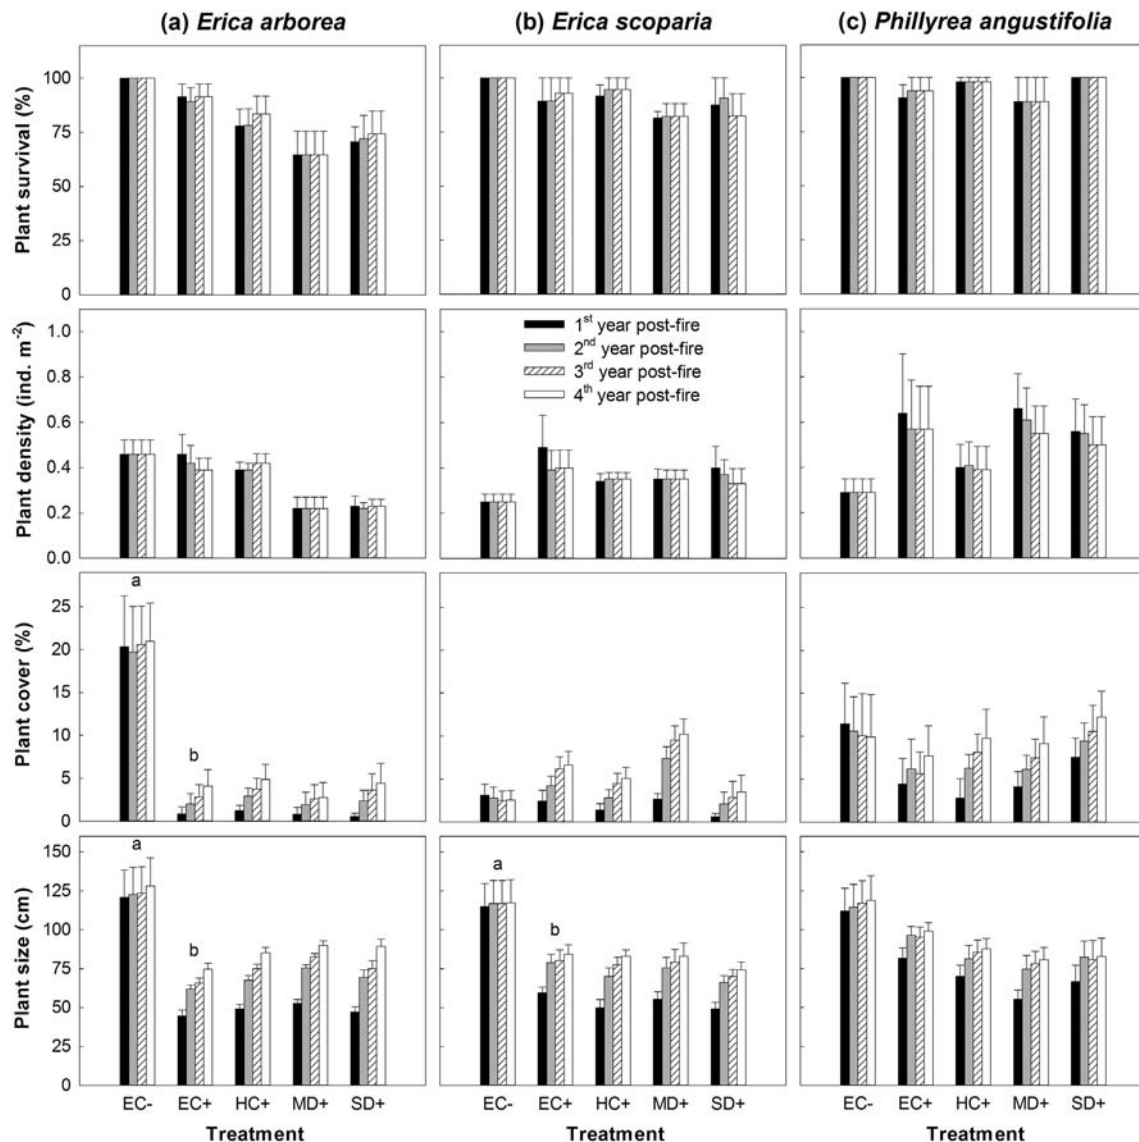 (a) Erica arborea
(b) Erica scoparia
(c) Phillyrea angustifolia
Plant survival (%)
100
75
50
25
0
Plant density (ind. m-2)
1.0
0.8
0.6
0.4
0.2
0.0
1st year post-fire
2nd year post-fire
3rd year post-fire
4th year post-fire
Plant cover (%)
25
20
15
10
5
0
a
b
Plant size (cm)
150
125
100
75
50
25
0
a
b
a
b
EC- EC+ HC+ MD+ SD+
EC- EC+ HC+ MD+ SD+
EC- EC+ HC+ MD+ SD+
Treatment
Treatment
Treatment